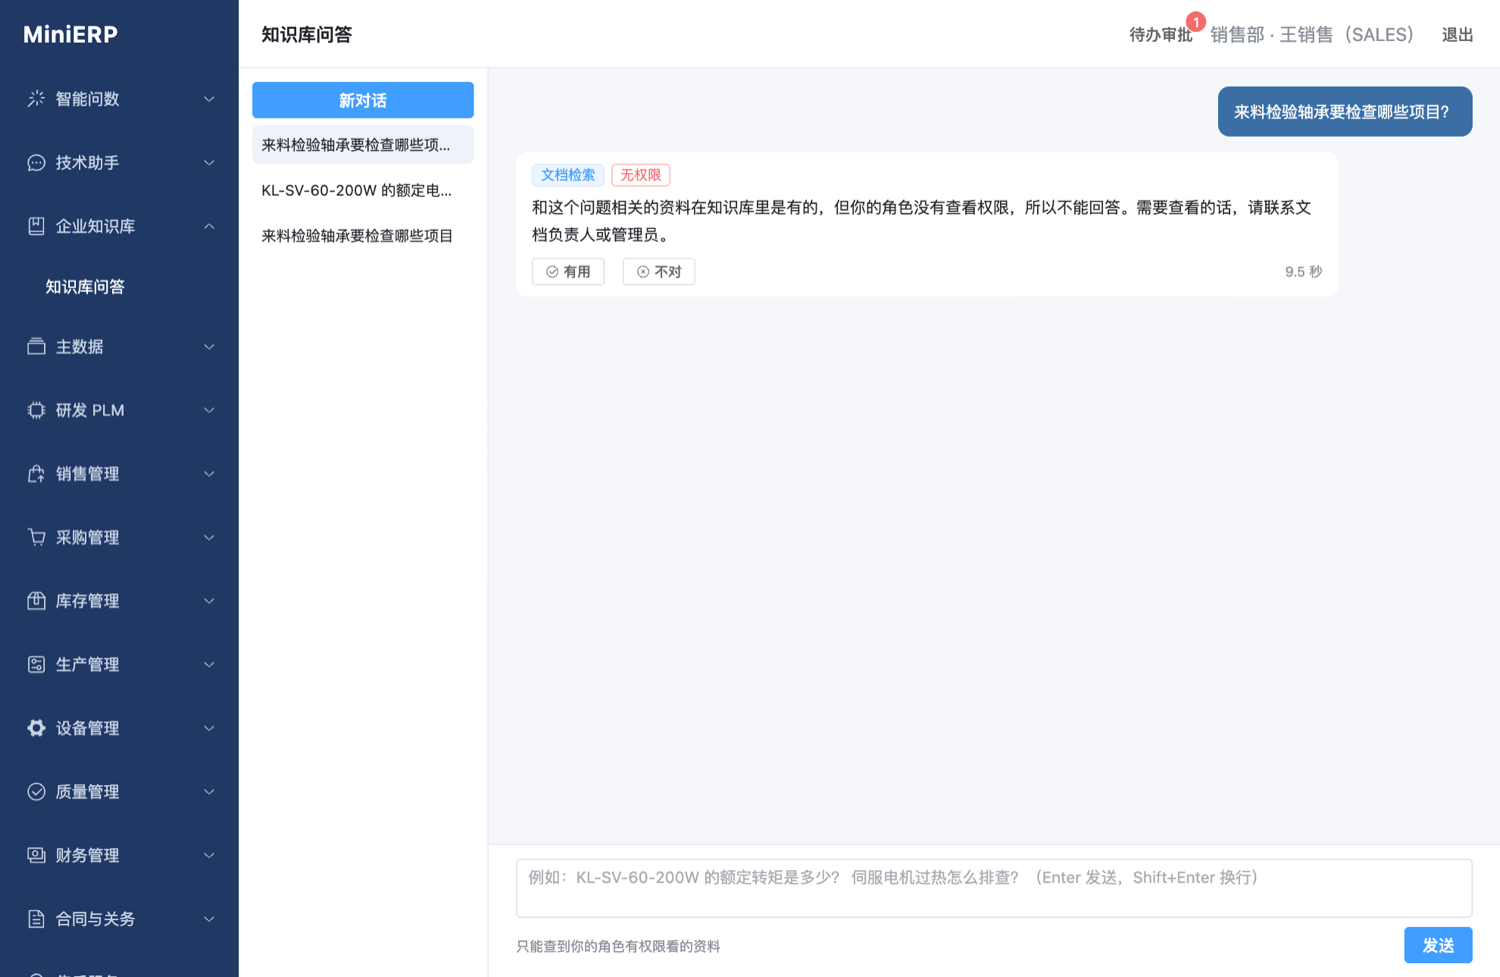 MiniERP
智能问数
技术助手
企业知识库
知识库问答
主数据
研发 PLM
销售管理
采购管理
库存管理
生产管理
设备管理
质量管理
财务管理
合同与关务
知识库问答
待办审批
1
销售部 · 王销售（SALES）
退出
新对话
来料检验轴承要检查哪些项...
KL-SV-60-200W 的额定电...
来料检验轴承要检查哪些项目
来料检验轴承要检查哪些项目?
文档检索
无权限
和这个问题相关的资料在知识库里是有的，但你的角色没有查看权限，所以不能回答。需要查看的话，请联系文
档负责人或管理员。
有用
不对
9.5 秒
例如：KL-SV-60-200W 的额定转矩是多少？ 伺服电机过热怎么排查？（Enter 发送，Shift+Enter 换行）
只能查到你的角色有权限看的资料
发送